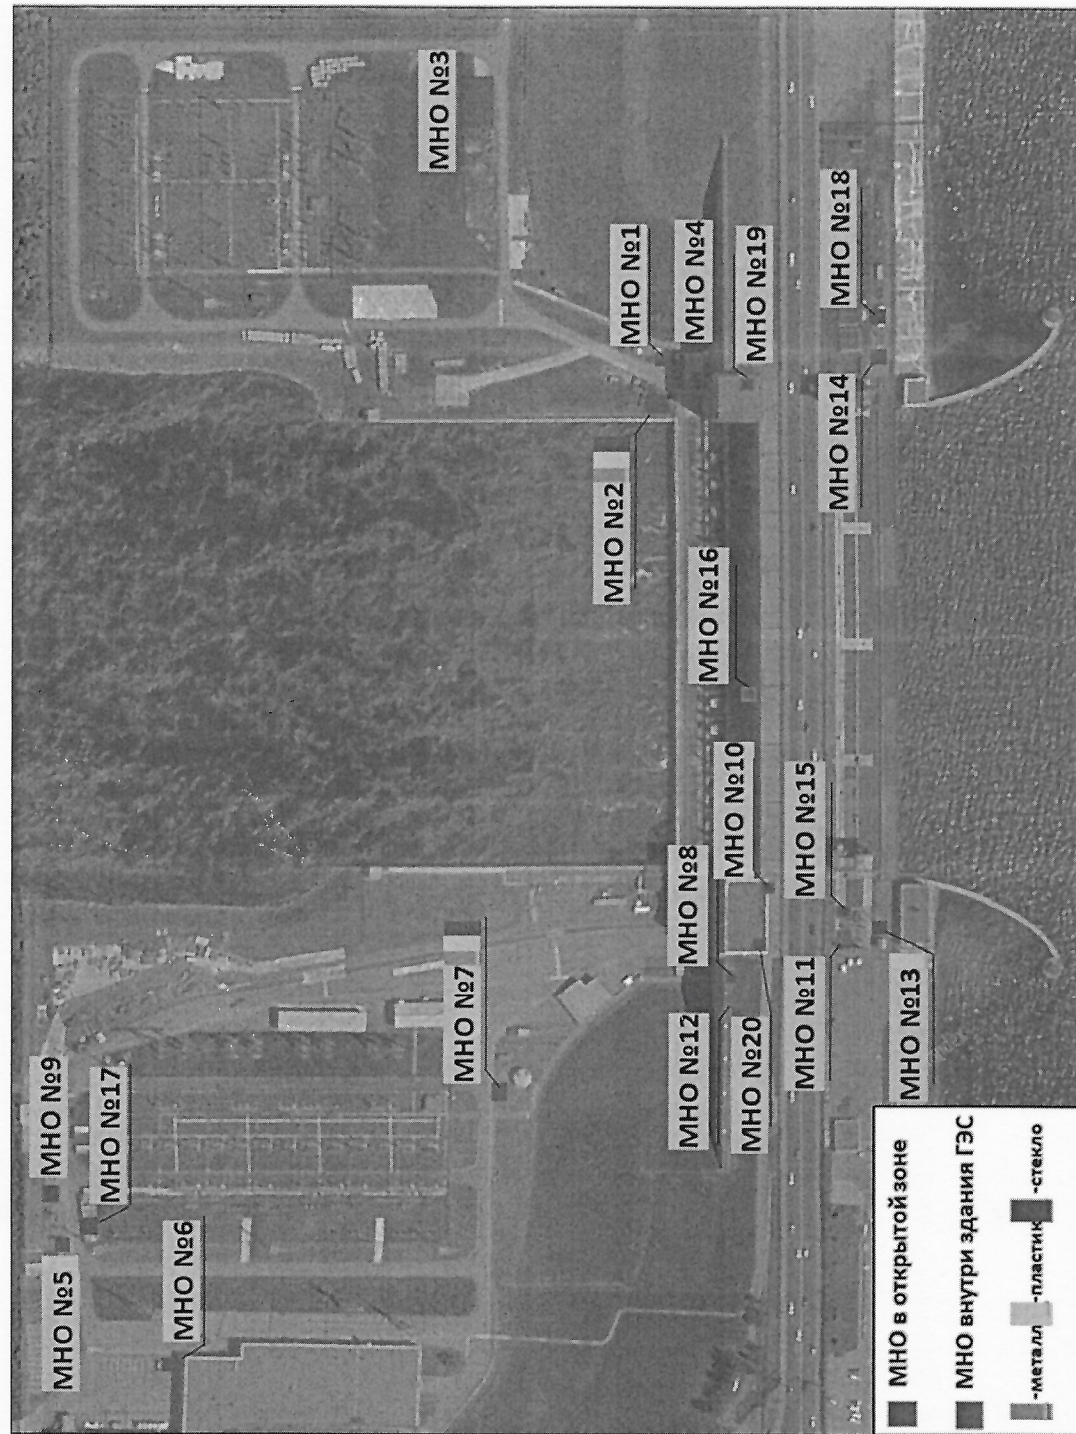 МНО №3
МНО №1
МНО №4
МНО №19
МНО №18
МНО №14
МНО №2
МНО №16
МНО №10
МНО №15
МНО №8
МНО №7
МНО №12
МНО №20
МНО №11
МНО №13
МНО №9
МНО №17
МНО №6
МНО №5
МНО в открытой зоне
МНО внутри здания ГЭС
-металл -пластик -стекло